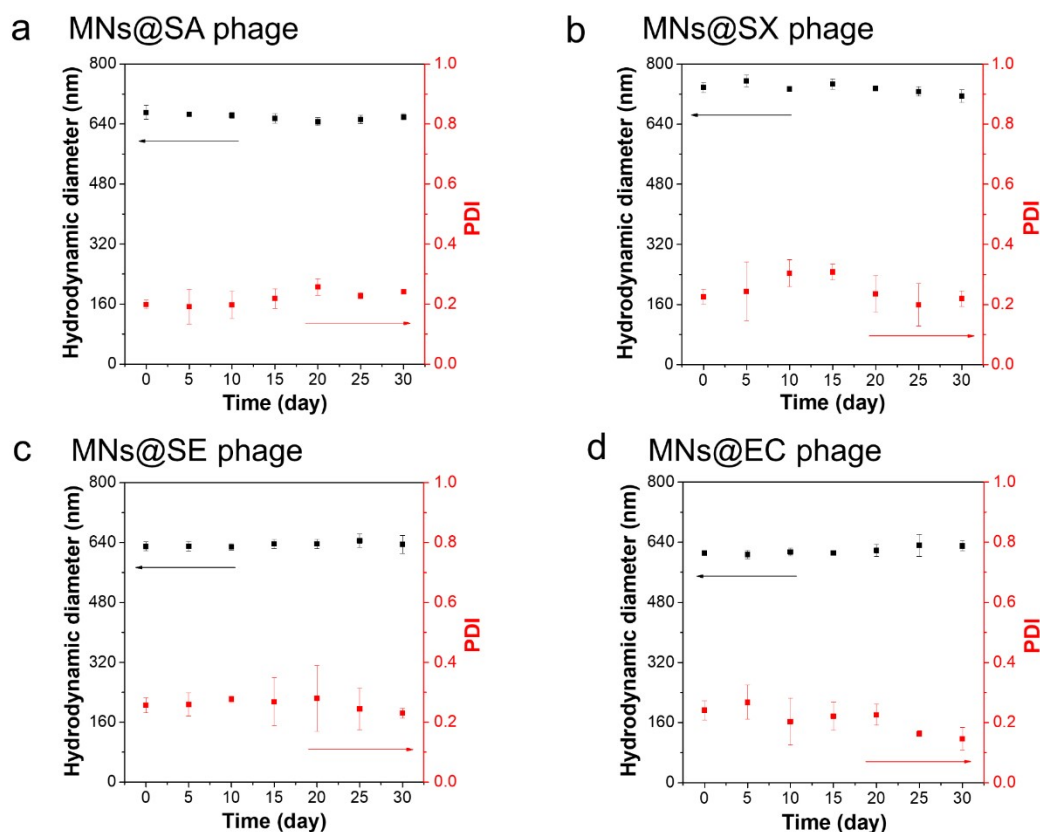 a MNs@SA phage
Hydrodynamic diameter (nm)
800
640
480
320
160
0
1.0
0.8
0.6
0.4
0.2
0.0
PDI
0 5 10 15 20 25 30
Time (day)
b MNs@SX phage
Hydrodynamic diameter (nm)
800
640
480
320
160
0
1.0
0.8
0.6
0.4
0.2
0.0
PDI
0 5 10 15 20 25 30
Time (day)
c MNs@SE phage
Hydrodynamic diameter (nm)
800
640
480
320
160
0
1.0
0.8
0.6
0.4
0.2
0.0
PDI
0 5 10 15 20 25 30
Time (day)
d MNs@EC phage
Hydrodynamic diameter (nm)
800
640
480
320
160
0
1.0
0.8
0.6
0.4
0.2
0.0
PDI
0 5 10 15 20 25 30
Time (day)